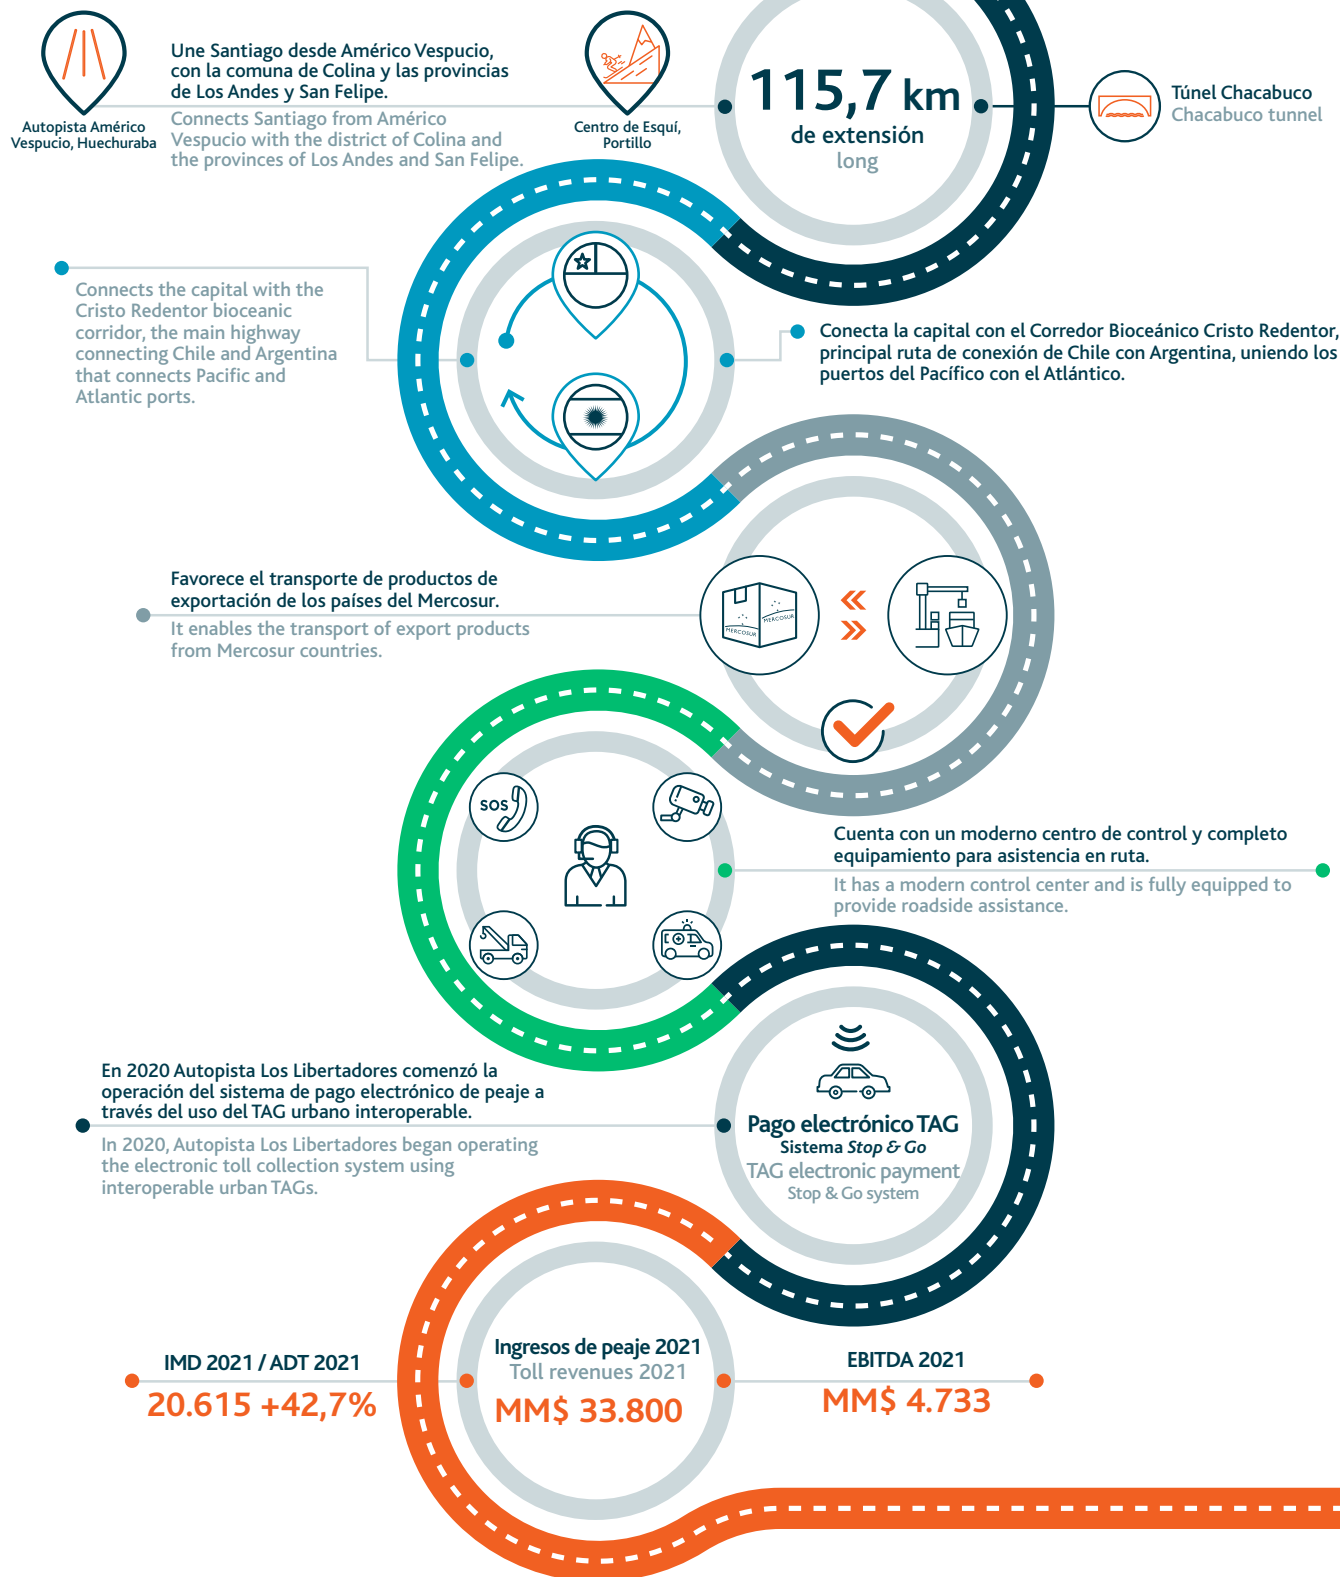 Une Santiago desde Américo Vespucio,
con la comuna de Colina y las provincias
de Los Andes y San Felipe.
Connects Santiago from Américo
Vespucio with the district of Colina and
the provinces of Los Andes and San Felipe.
Autopista Américo
Vespucio, Huechuraba
Centro de Esquí,
Portillo
115,7 km
de extensión
long
Túnel Chacabuco
Chacabuco tunnel
Connects the capital with the
Cristo Redentor bioceanic
corridor, the main highway
connecting Chile and Argentina
that connects Pacific and
Atlantic ports.
Conecta la capital con el Corredor Bioceánico Cristo Redentor,
principal ruta de conexión de Chile con Argentina, uniendo los
puertos del Pacífico con el Atlántico.
Favorece el transporte de productos de
exportación de los países del Mercosur.
It enables the transport of export products
from Mercosur countries.
MERCOSUR
MERCOSUR
SOS
Cuenta con un moderno centro de control y completo
equipamiento para asistencia en ruta.
It has a modern control center and is fully equipped to
provide roadside assistance.
En 2020 Autopista Los Libertadores comenzó la
operación del sistema de pago electrónico de peaje a
través del uso del TAG urbano interoperable.
In 2020, Autopista Los Libertadores began operating
the electronic toll collection system using
interoperable urban TAGs.
Pago electrónico TAG
Sistema Stop & Go
TAG electronic payment
Stop & Go system
IMD 2021 / ADT 2021
20.615 +42,7%
Ingresos de peaje 2021
Toll revenues 2021
MM$ 33.800
EBITDA 2021
MM$ 4.733